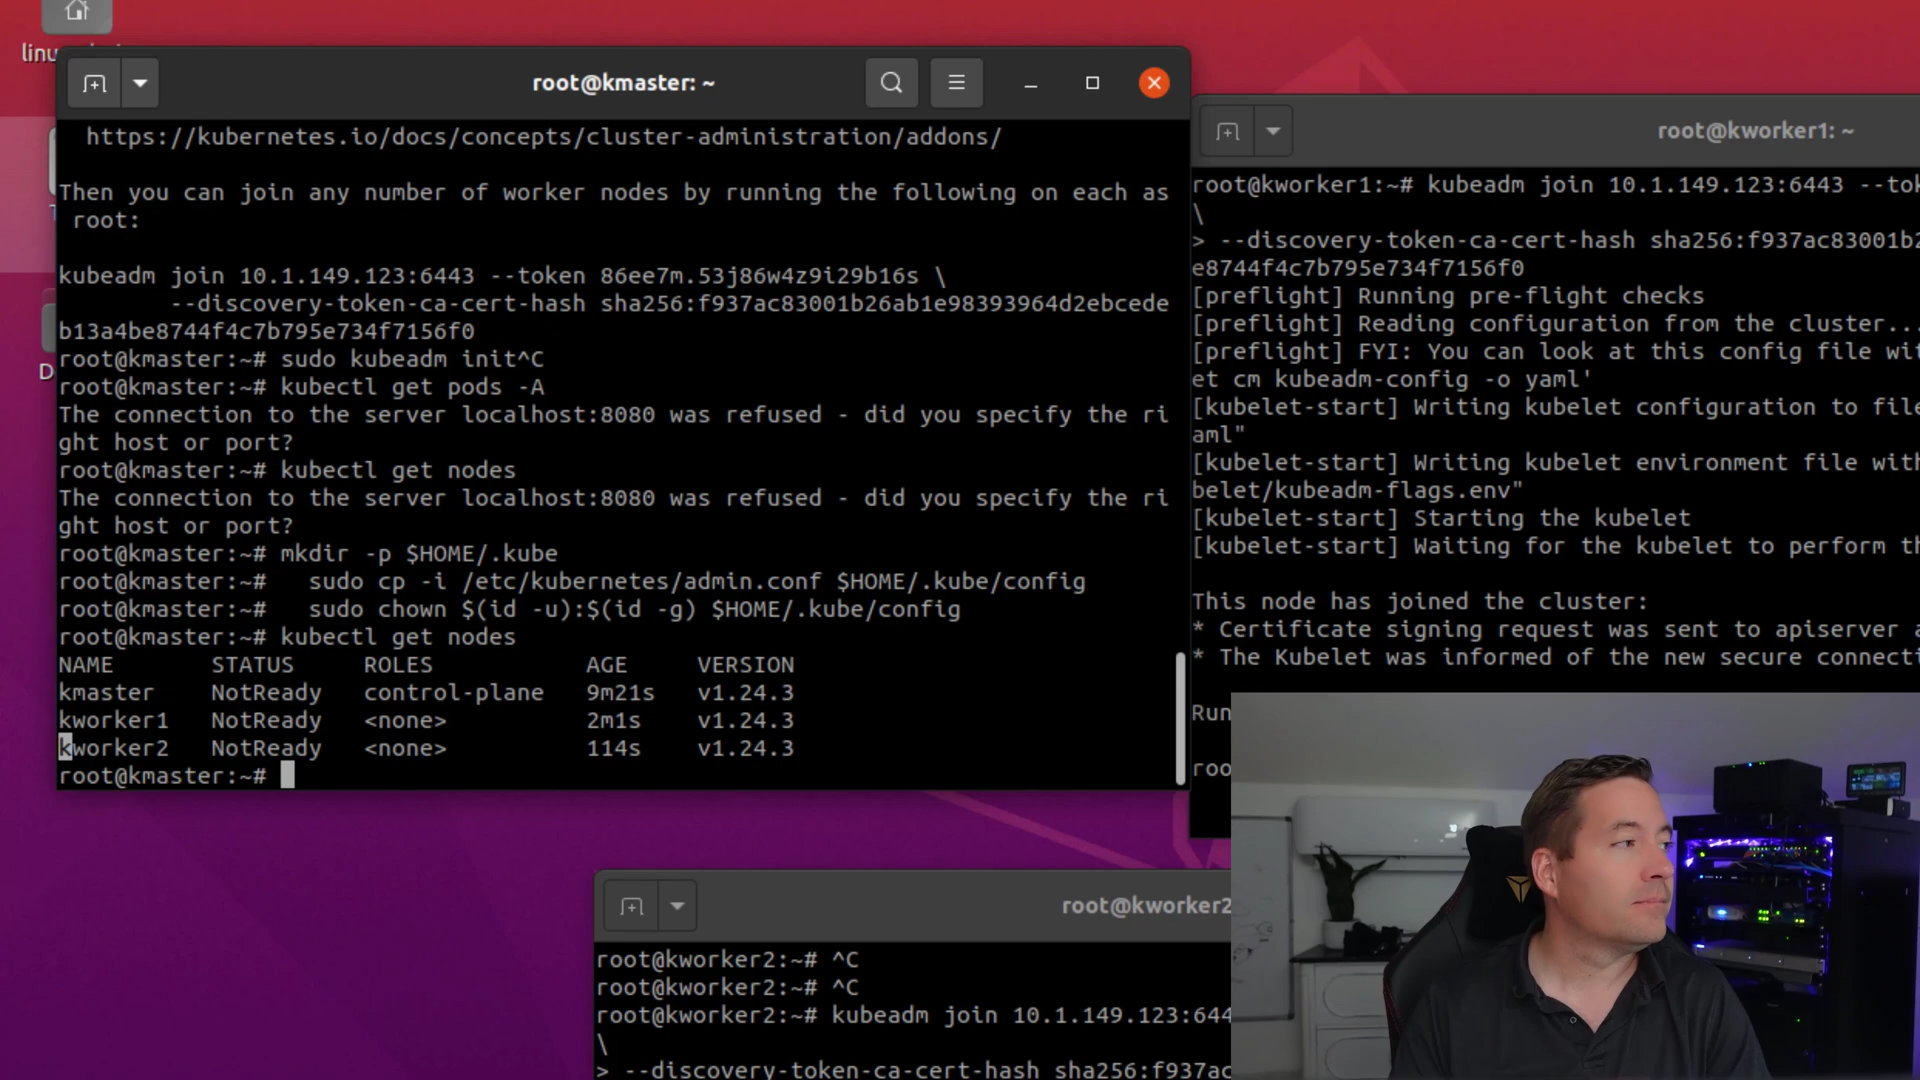 linu
root@kmaster: ~
https://kubernetes.io/docs/concepts/cluster-administration/addons/
Then you can join any number of worker nodes by running the following on each as
root:
kubeadm join 10.1.149.123:6443 --token 86ee7m.53j86w4z9i29b16s \
--discovery-token-ca-cert-hash sha256:f937ac83001b26ab1e98393964d2ebcede
b13a4be8744f4c7b795e734f7156f0
root@kmaster:~# sudo kubeadm init^C
root@kmaster:~# kubectl get pods -A
The connection to the server localhost:8080 was refused - did you specify the ri
ght host or port?
root@kmaster:~# kubectl get nodes
The connection to the server localhost:8080 was refused - did you specify the ri
ght host or port?
root@kmaster:~# mkdir -p $HOME/.kube
root@kmaster:~#   sudo cp -i /etc/kubernetes/admin.conf $HOME/.kube/config
root@kmaster:~#   sudo chown $(id -u):$(id -g) $HOME/.kube/config
root@kmaster:~# kubectl get nodes
NAME STATUS ROLES AGE VERSION
kmaster NotReady control-plane 9m21s v1.24.3
kworker1 NotReady <none> 2m1s v1.24.3
kworker2 NotReady <none> 114s v1.24.3
root@kmaster:~#
D
root@kworker1: ~
root@kworker1:~# kubeadm join 10.1.149.123:6443 --tok
\
> --discovery-token-ca-cert-hash sha256:f937ac83001b2
e8744f4c7b795e734f7156f0
[preflight] Running pre-flight checks
[preflight] Reading configuration from the cluster...
[preflight] FYI: You can look at this config file wit
et cm kubeadm-config -o yaml'
[kubelet-start] Writing kubelet configuration to file
aml"
[kubelet-start] Writing kubelet environment file with
belet/kubeadm-flags.env"
[kubelet-start] Starting the kubelet
[kubelet-start] Waiting for the kubelet to perform th
This node has joined the cluster:
* Certificate signing request was sent to apiserver a
* The Kubelet was informed of the new secure connecti
Run
roo
root@kworker2
root@kworker2:~# ^C
root@kworker2:~# ^C
root@kworker2:~# kubeadm join 10.1.149.123:644
\
> --discovery-token-ca-cert-hash sha256:f937ac